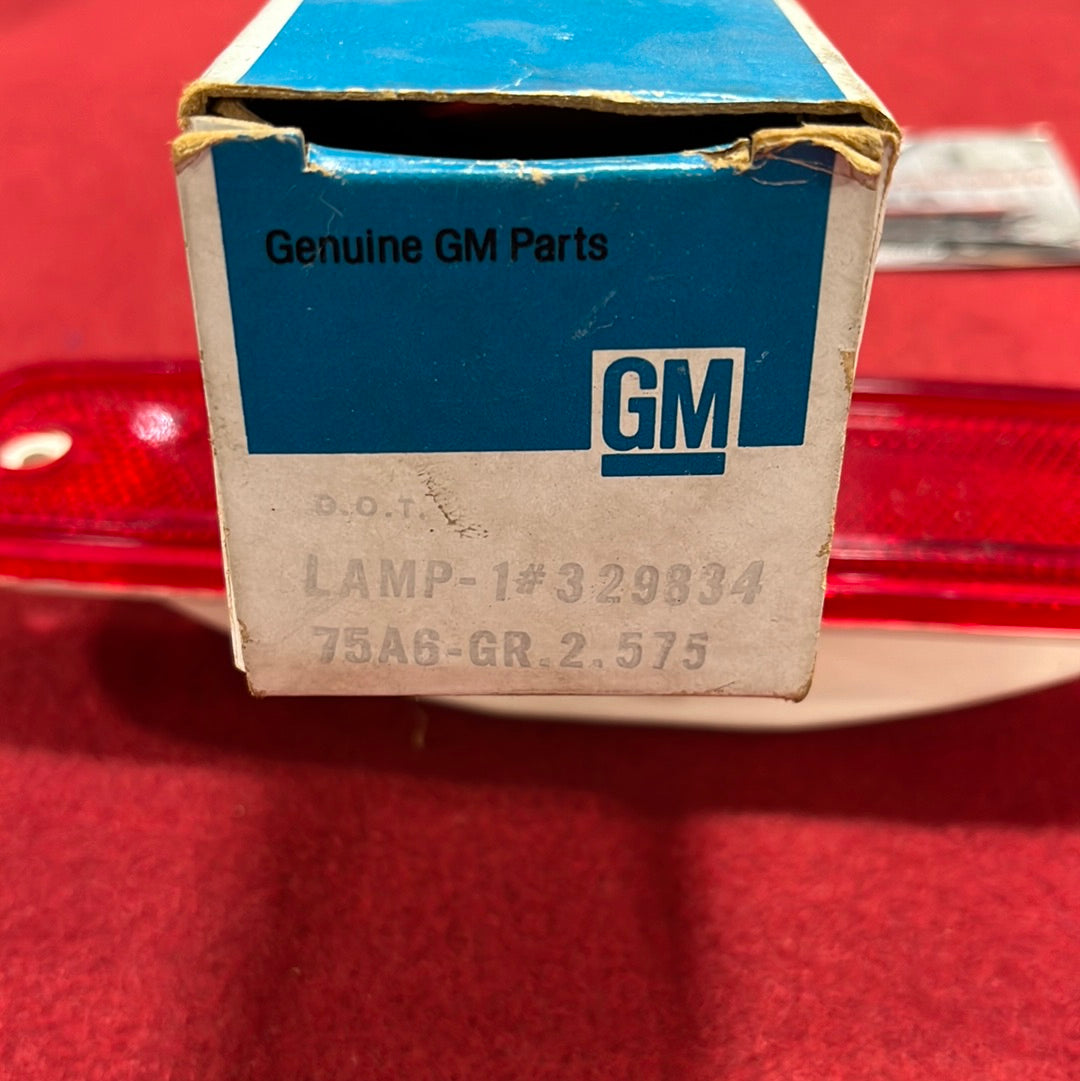 Genuine GM Parts
GM
D.O.T.
LAMP-1#329834
75A6-GR.2.575